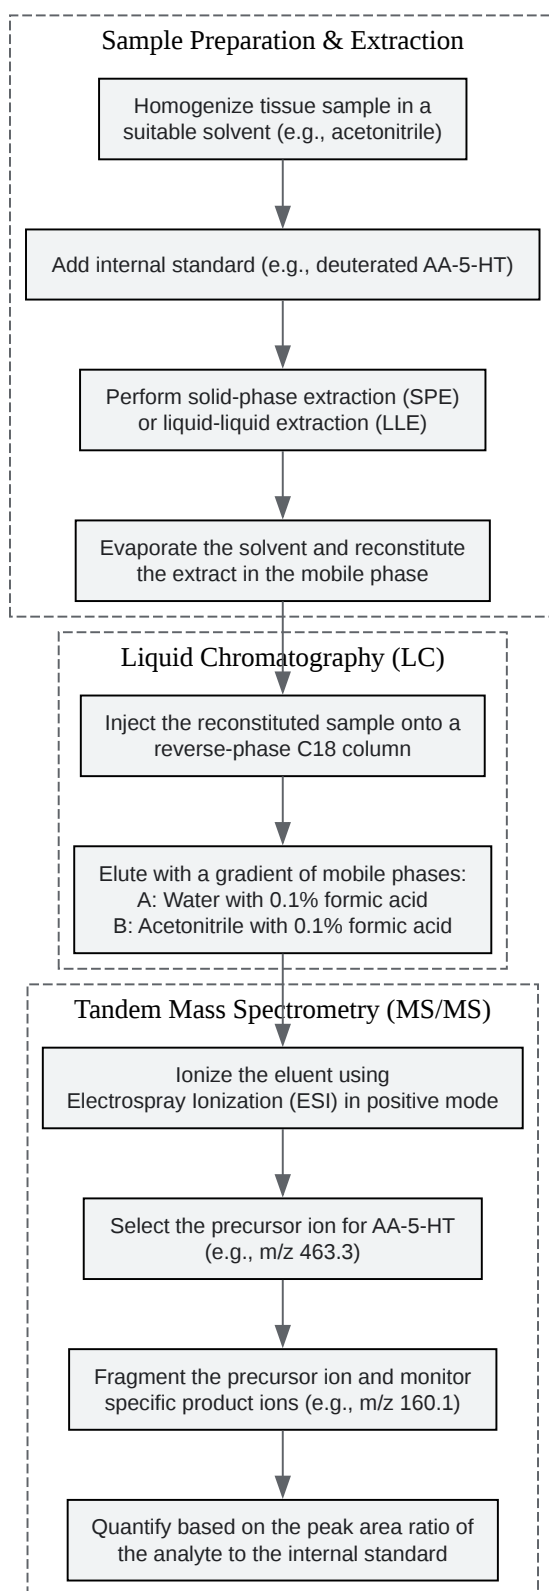 Sample Preparation & Extraction
Homogenize tissue sample in a
suitable solvent (e.g., acetonitrile)
Add internal standard (e.g., deuterated AA-5-HT)
Perform solid-phase extraction (SPE)
or liquid-liquid extraction (LLE)
Evaporate the solvent and reconstitute
the extract in the mobile phase
Liquid Chromatography (LC)
Inject the reconstituted sample onto a
reverse-phase C18 column
Elute with a gradient of mobile phases:
A: Water with 0.1% formic acid
B: Acetonitrile with 0.1% formic acid
Tandem Mass Spectrometry (MS/MS)
Ionize the eluent using
Electrospray Ionization (ESI) in positive mode
Select the precursor ion for AA-5-HT
(e.g., m/z 463.3)
Fragment the precursor ion and monitor
specific product ions (e.g., m/z 160.1)
Quantify based on the peak area ratio of
the analyte to the internal standard